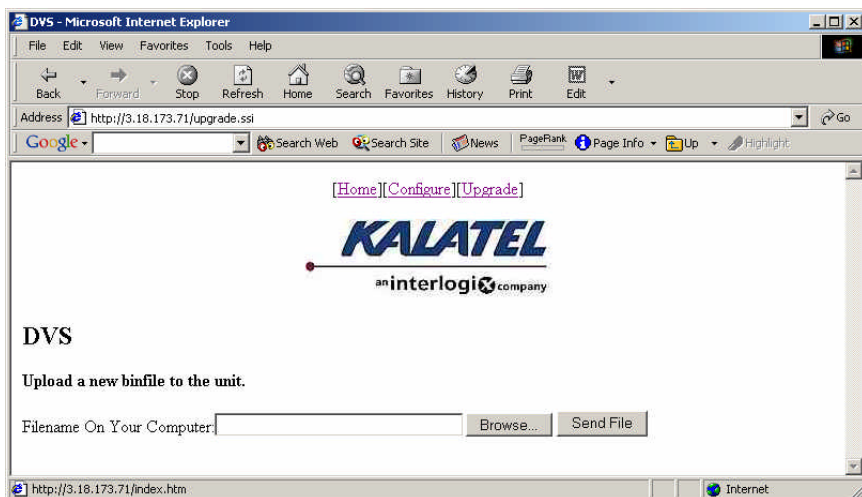 DVS - Microsoft Internet Explorer
File Edit View Favorites Tools Help
Back Forward Stop Refresh Home Search Favorites History Print Edit
Address http://3.18.173.71/upgrade.ssi Go
Google Search Web Search Site News PageRank Page Info Up Highlight
[Home][Configure][Upgrade]
KALATEL
an interlogix company
DVS
Upload a new binfile to the unit.
Filename On Your Computer: Browse... Send File
http://3.18.173.71/index.htm Internet